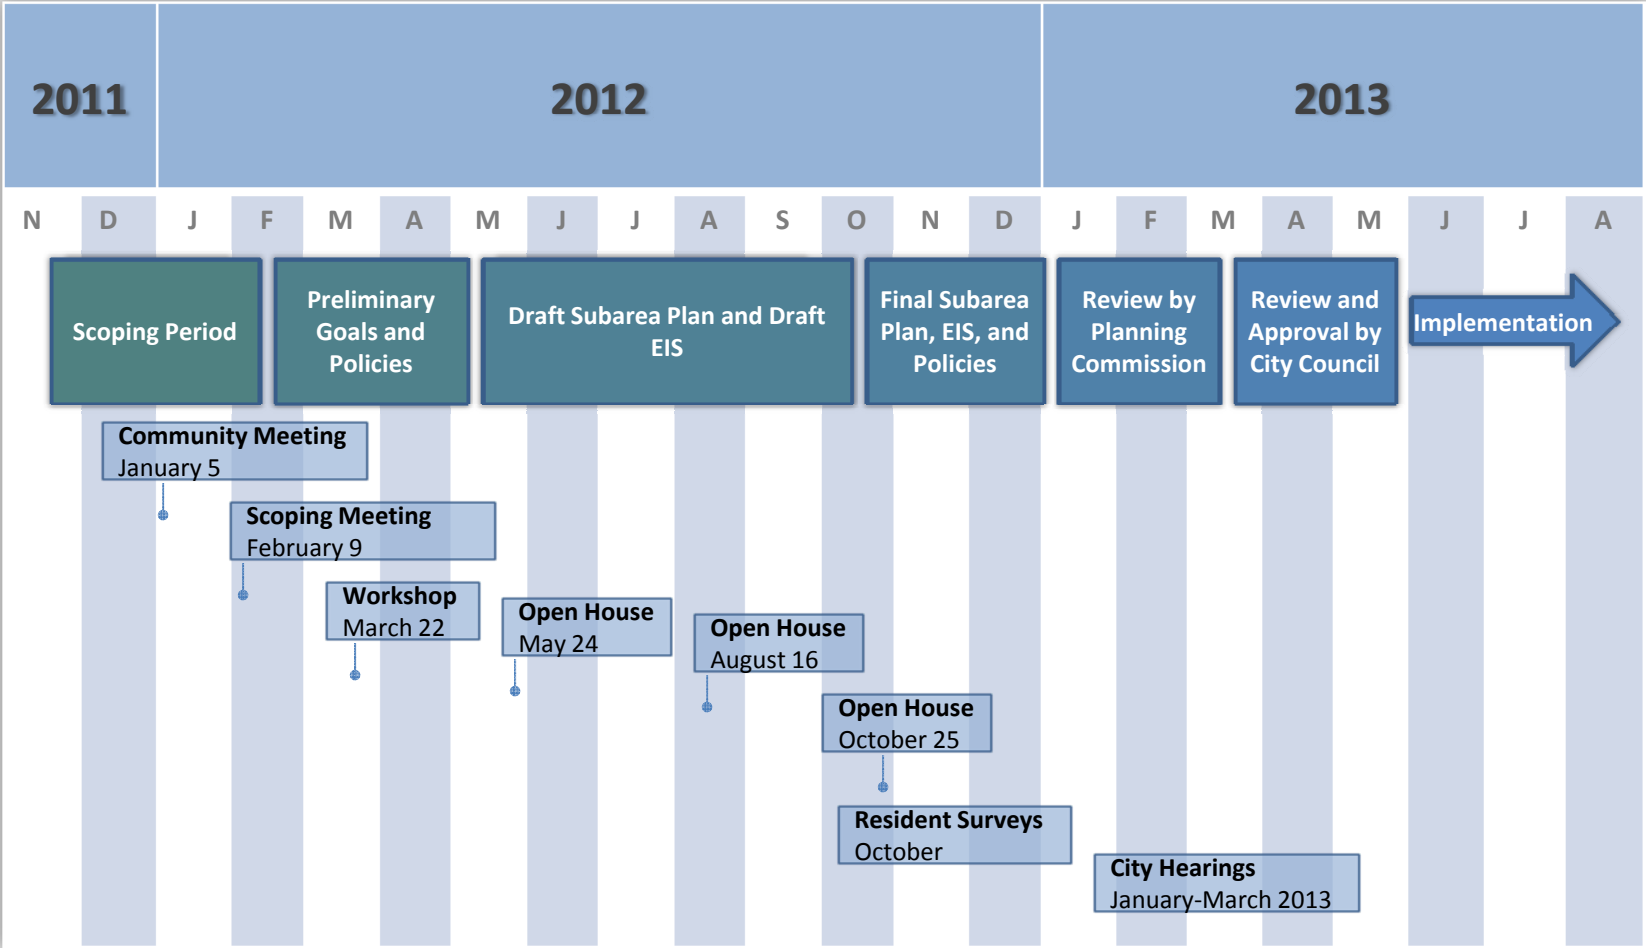 2011 2012 2013
N D J F M A M J J A S O N D J F M A M J J A
Scoping Period
Preliminary
Goals and
Policies
Draft Subarea Plan and Draft
EIS
Final Subarea
Plan, EIS, and
Policies
Review by
Planning
Commission
Review and
Approval by
City Council
Implementation
Community Meeting
January 5
Scoping Meeting
February 9
Workshop
March 22
Open House
May 24
Open House
August 16
Open House
October 25
Resident Surveys
October
City Hearings
January-March 2013